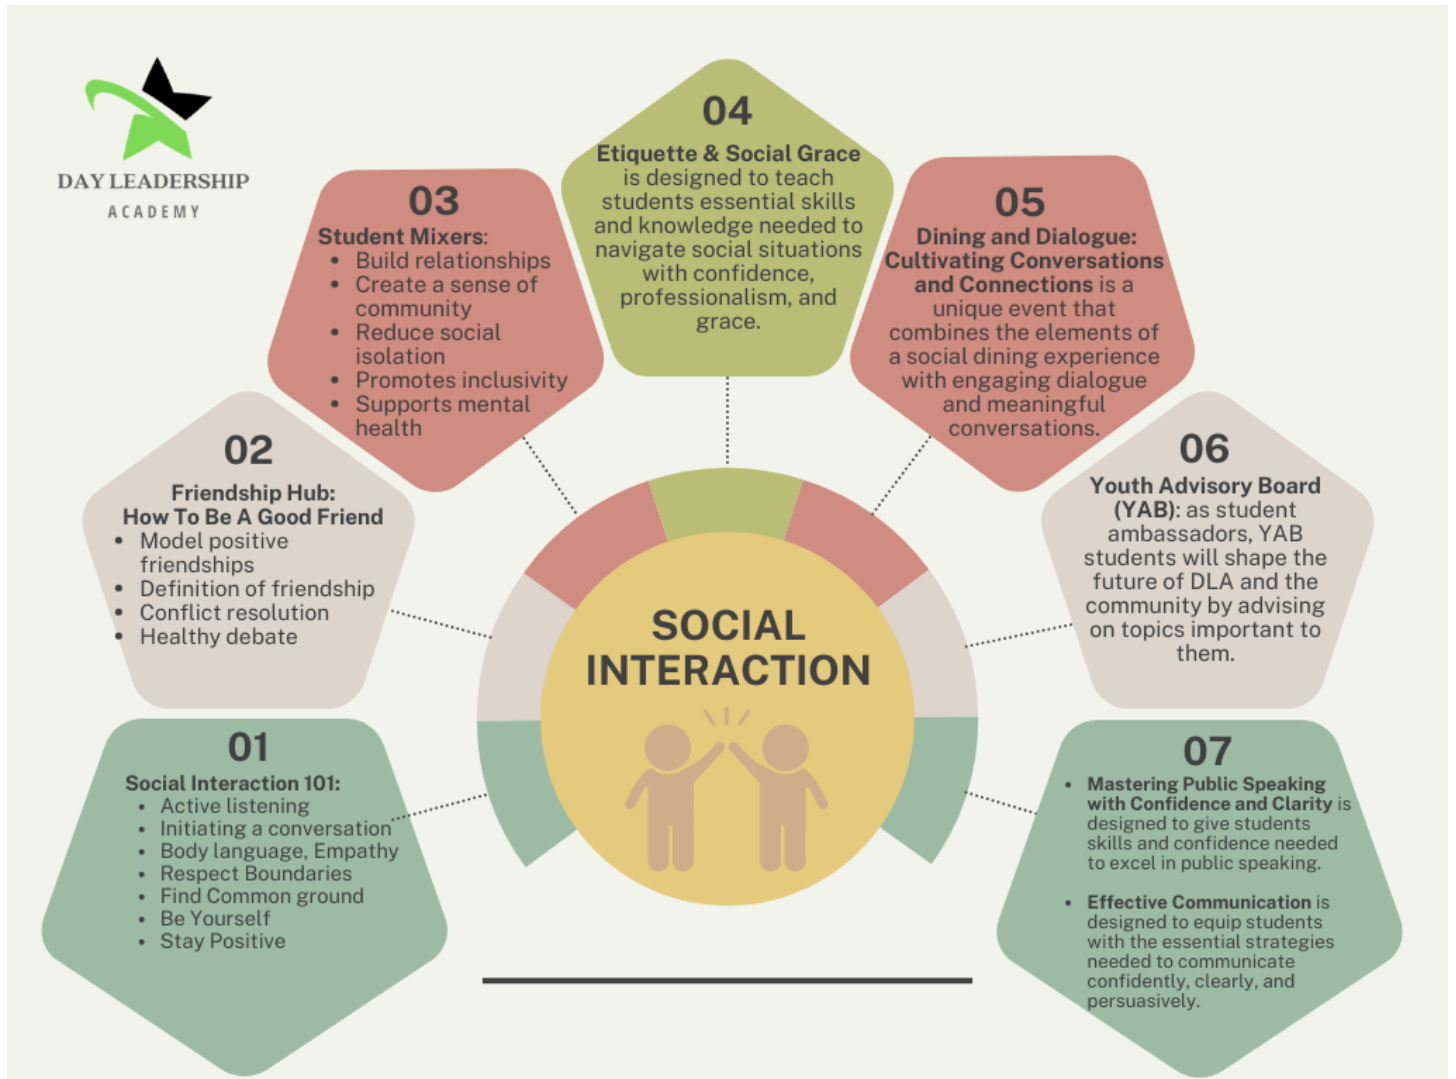 DAY LEADERSHIP
ACADEMY
01
Social Interaction 101:
• Active listening
• Initiating a conversation
• Body language, Empathy
• Respect Boundaries
• Find Common ground
• Be Yourself
• Stay Positive
02
Friendship Hub:
How To Be A Good Friend
• Model positive
friendships
• Definition of friendship
• Conflict resolution
• Healthy debate
03
Student Mixers:
• Build relationships
• Create a sense of
community
• Reduce social
isolation
• Promotes inclusivity
• Supports mental
health
04
Etiquette & Social Grace
is designed to teach
students essential skills
and knowledge needed to
navigate social situations
with confidence,
professionalism, and
grace.
05
Dining and Dialogue:
Cultivating Conversations
and Connections is a
unique event that
combines the elements of
a social dining experience
with engaging dialogue
and meaningful
conversations.
06
Youth Advisory Board
(YAB): as student
ambassadors, YAB
students will shape the
future of DLA and the
community by advising
on topics important to
them.
07
• Mastering Public Speaking
with Confidence and Clarity is
designed to give students
skills and confidence needed
to excel in public speaking.
• Effective Communication is
designed to equip students
with the essential strategies
needed to communicate
confidently, clearly, and
persuasively.
SOCIAL
INTERACTION